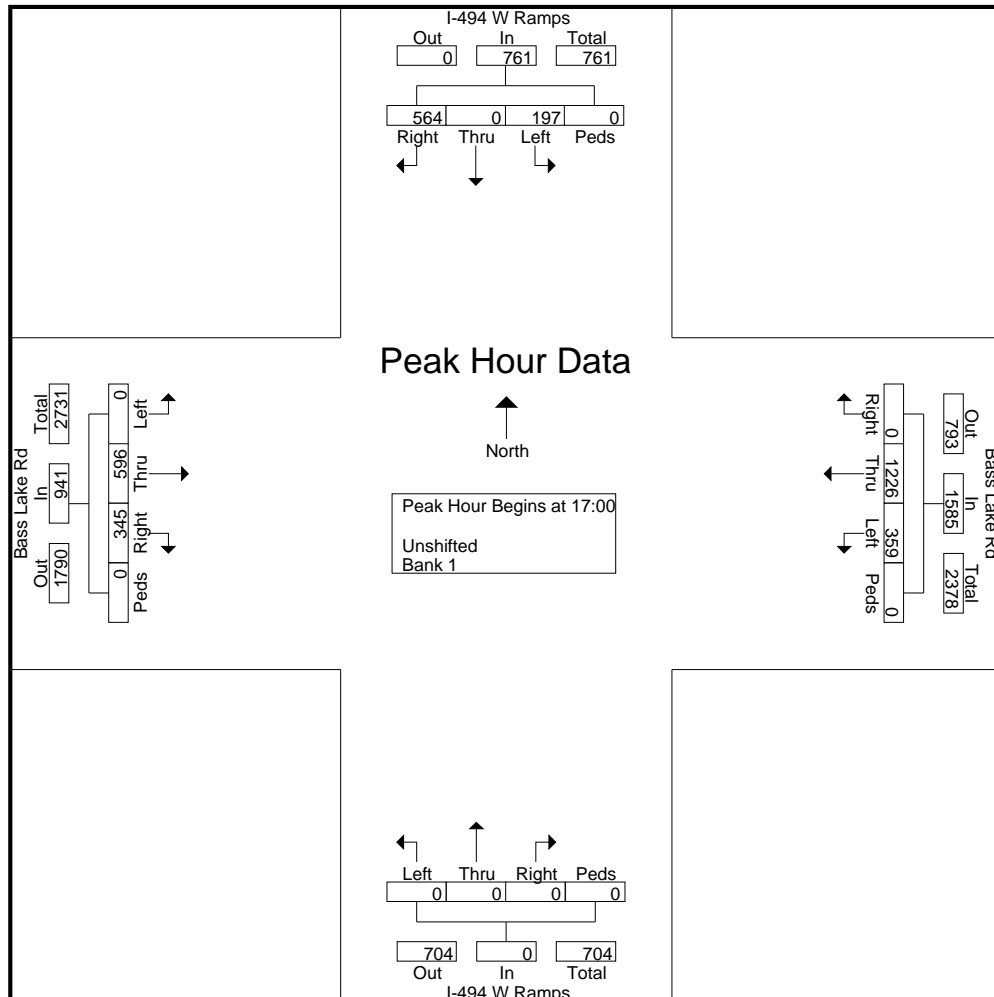 I-494 W Ramps
Out In Total
0 761 761
564 0 197 0
Right Thru Left Peds
Peak Hour Data
North
Peak Hour Begins at 17:00
Unshifted
Bank 1
Bass Lake Rd
Total In Out
2731 941 1790
0 596 345 0
Left Thru Right Peds
Right Thru Left Peds
0 1226 359 0
793 1585 2378
Out In Total
Bass Lake Rd
Left Thru Right Peds
0 0 0 0
704 0 704
Out In Total
I-494 W Ramps